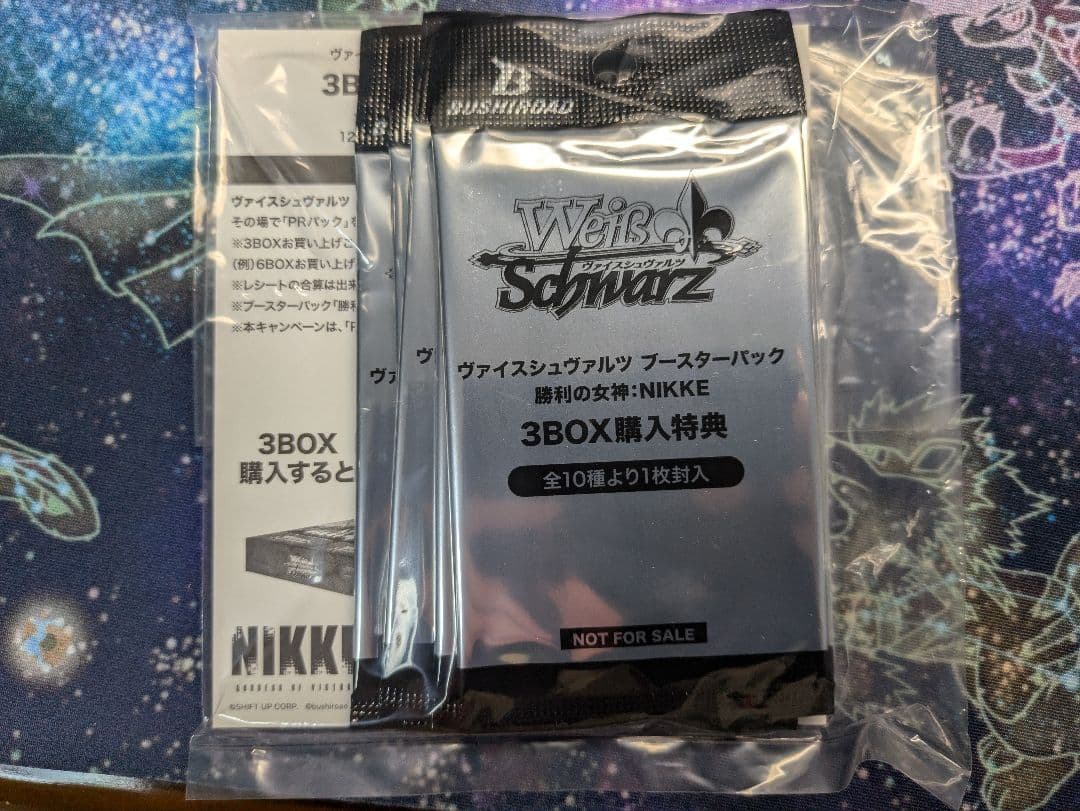 BUSHIROAD
Weiß
ヴァイスシュヴァルツ
Schwarz
ヴァイスシュヴァルツ ブースターパック
勝利の女神:NIKKE
3BOX購入特典
全10種より1枚封入
NOT FOR SALE
ヴァ
3B
12
ヴァイスシュヴァルツ
その場で「PRパック」を
※3BOXお買い上げご
(例)6BOXお買い上げ
※レシートの合算は出来
※ブースターパック「勝利
※本キャンペーンは、「P
3BOX
購入すると
NIKKE
GODDESS OF VICTORY
©SHIFT UP CORP. ©bushiroad
ヴァ
ヴ